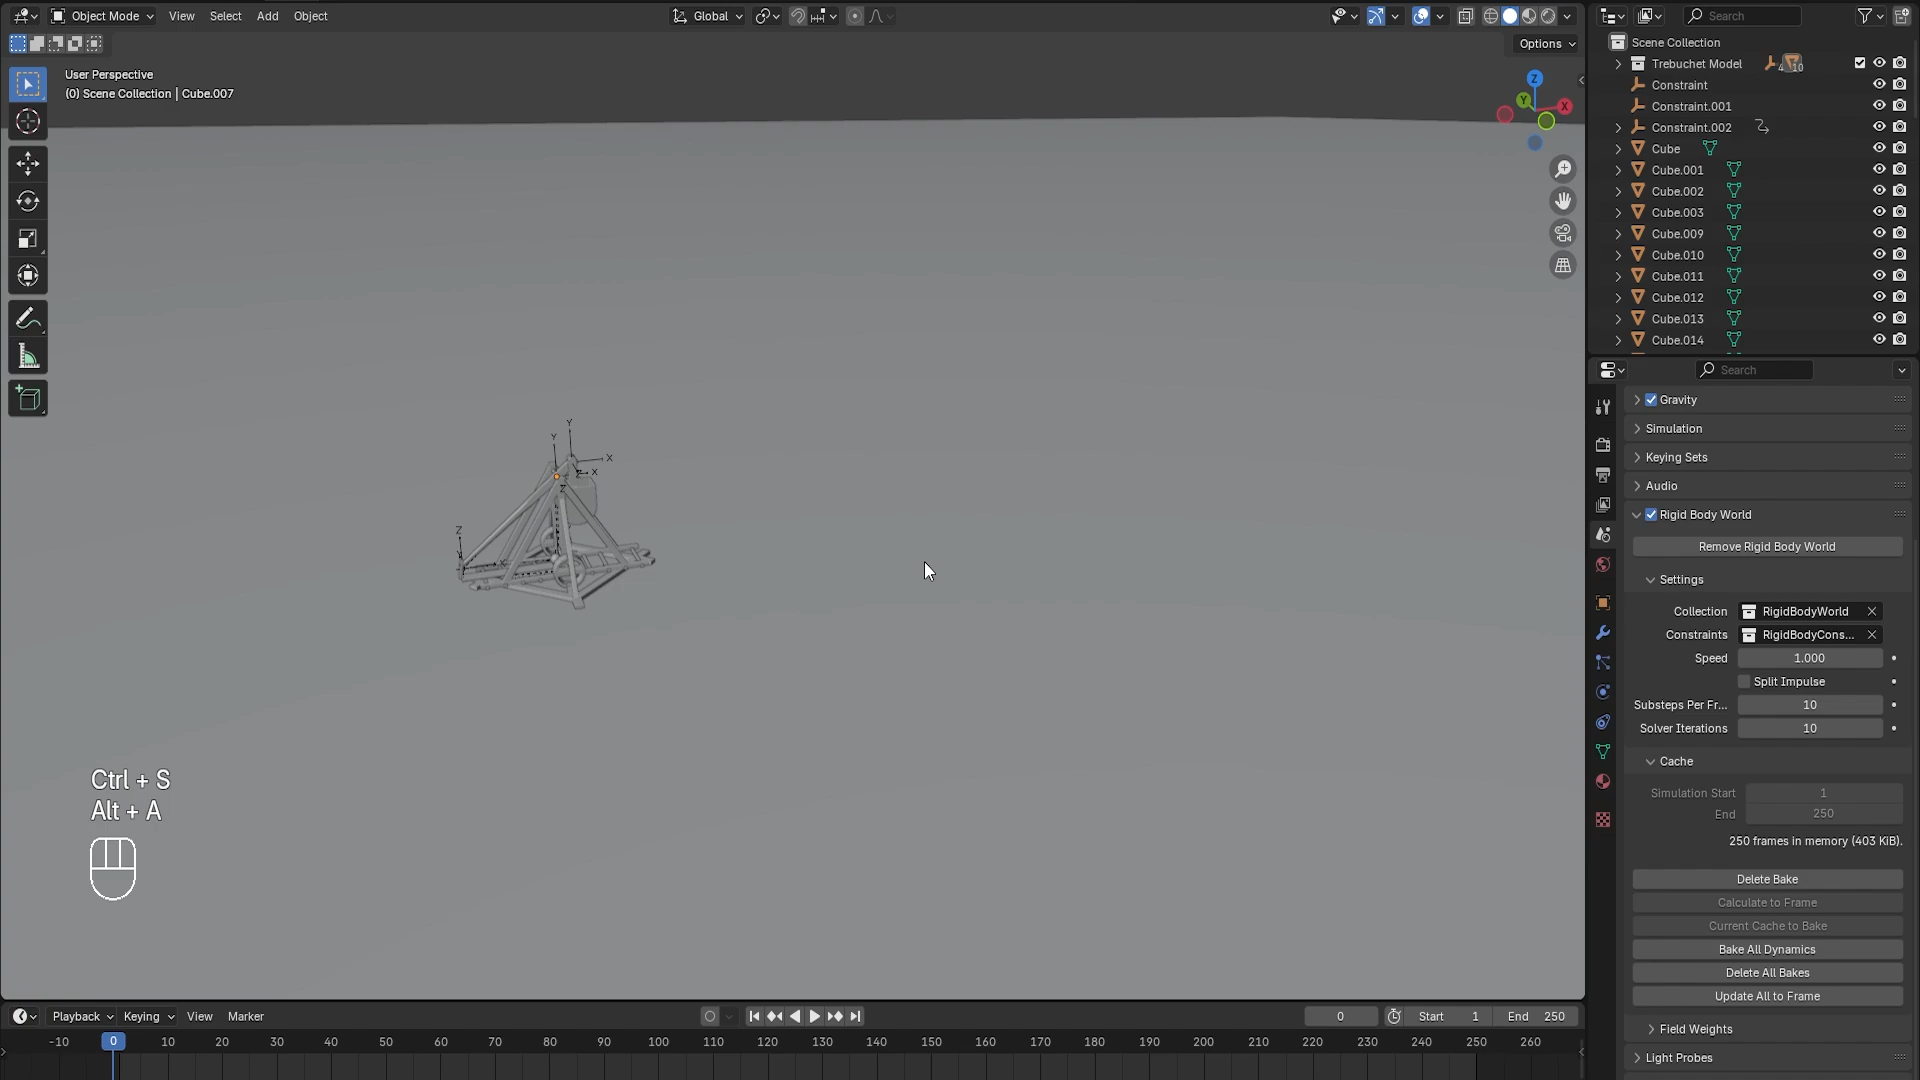 Object Mode View Select Add Object Global Search
Options
User Perspective
(0) Scene Collection | Cube.007
Z
Y
X
Scene Collection
Trebuchet Model 4 10
Constraint
Constraint.001
Constraint.002
Cube
Cube.001
Cube.002
Cube.003
Cube.009
Cube.010
Cube.011
Cube.012
Cube.013
Cube.014
Search
Gravity
Simulation
Keying Sets
Audio
Rigid Body World
Remove Rigid Body World
Settings
Collection RigidBodyWorld
Constraints RigidBodyCons...
Speed 1.000
Split Impulse
Substeps Per Fr... 10
Solver Iterations 10
Cache
Simulation Start 1
End 250
250 frames in memory (403 KiB).
Delete Bake
Calculate to Frame
Current Cache to Bake
Bake All Dynamics
Delete All Bakes
Update All to Frame
Field Weights
Light Probes
Y
Y
X
X
Z
Z
Ctrl + S
Alt + A
Playback Keying View Marker 0 Start 1 End 250
-10 0 10 20 30 40 50 60 70 80 90 100 110 120 130 140 150 160 170 180 190 200 210 220 230 240 250 260